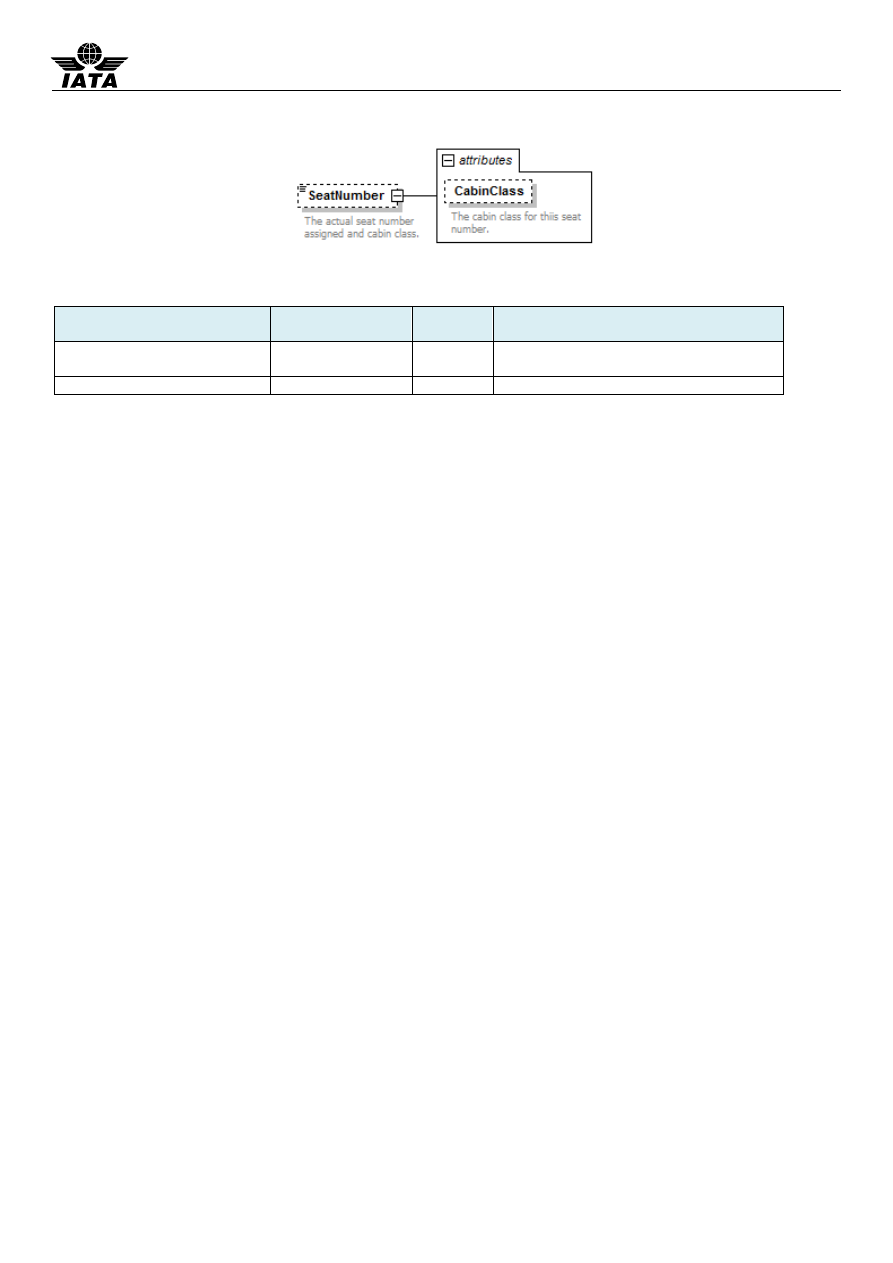 IATA
attributes
SeatNumber
CabinClass
The actual seat number
assigned and cabin class.
The cabin class for thiis seat
number.